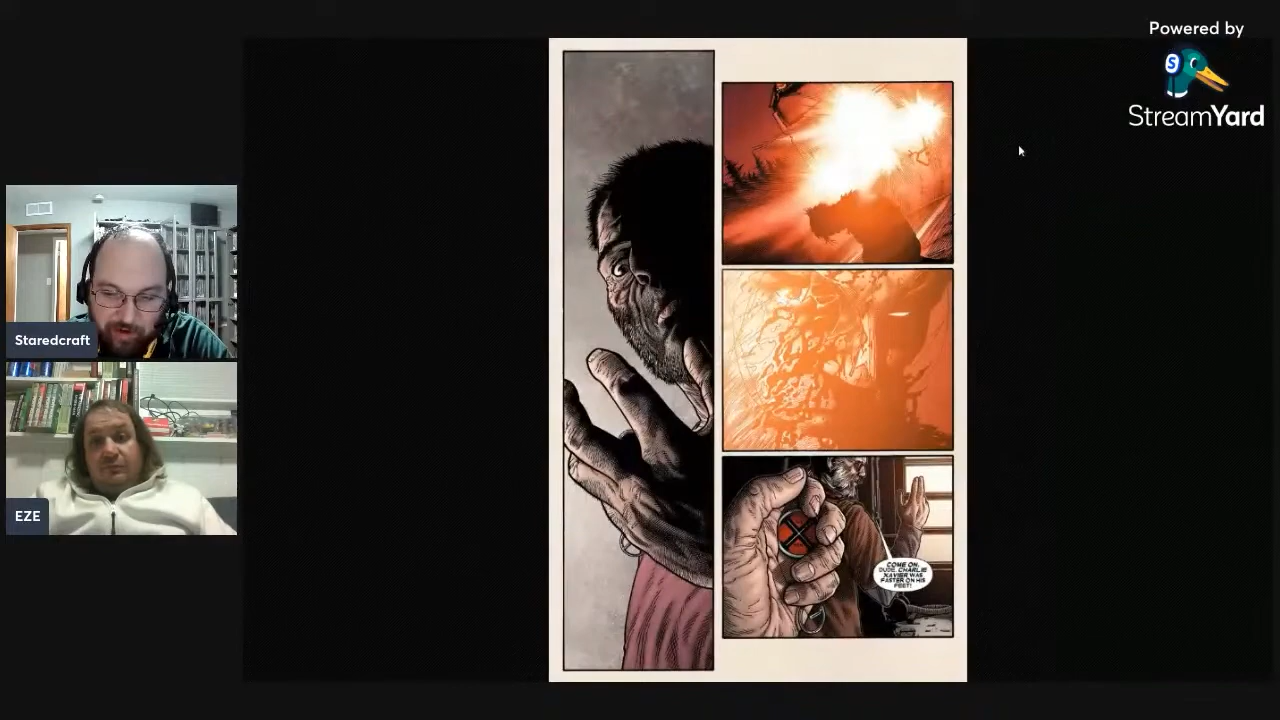 Powered by
StreamYard
Staredcraft
EZE
COME ON,
DUDE. CHARLIE
XAVIER WAS
FASTER ON HIS
FEET!